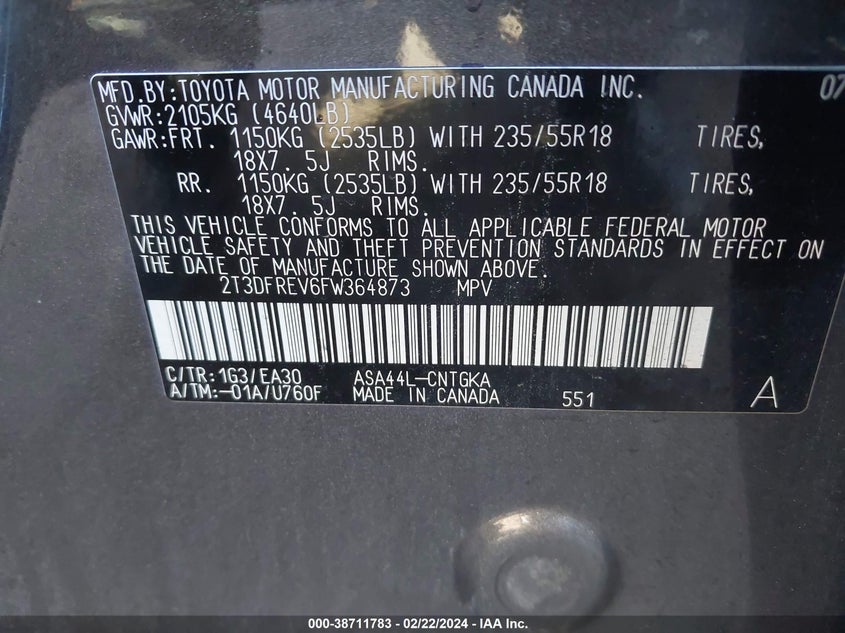 MFD.BY:TOYOTA MOTOR MANUFACTURING CANADA INC. 07
GVWR:2105KG (4640LB)
GAWR:FRT. 1150KG (2535LB) WITH 235/55R18 TIRES,
18X7.5J RIMS.
RR. 1150KG (2535LB) WITH 235/55R18 TIRES,
18X7.5J RIMS.
THIS VEHICLE CONFORMS TO ALL APPLICABLE FEDERAL MOTOR
VEHICLE SAFETY AND THEFT PREVENTION STANDARDS IN EFFECT ON
THE DATE OF MANUFACTURE SHOWN ABOVE.
2T3DFREV6FW364873 MPV
C/TR:1G3/EA30 ASA44L-CNTGKA
A/TM:-01A/U760F MADE IN CANADA 551 A
000-38711783 - 02/22/2024 - IAA Inc.